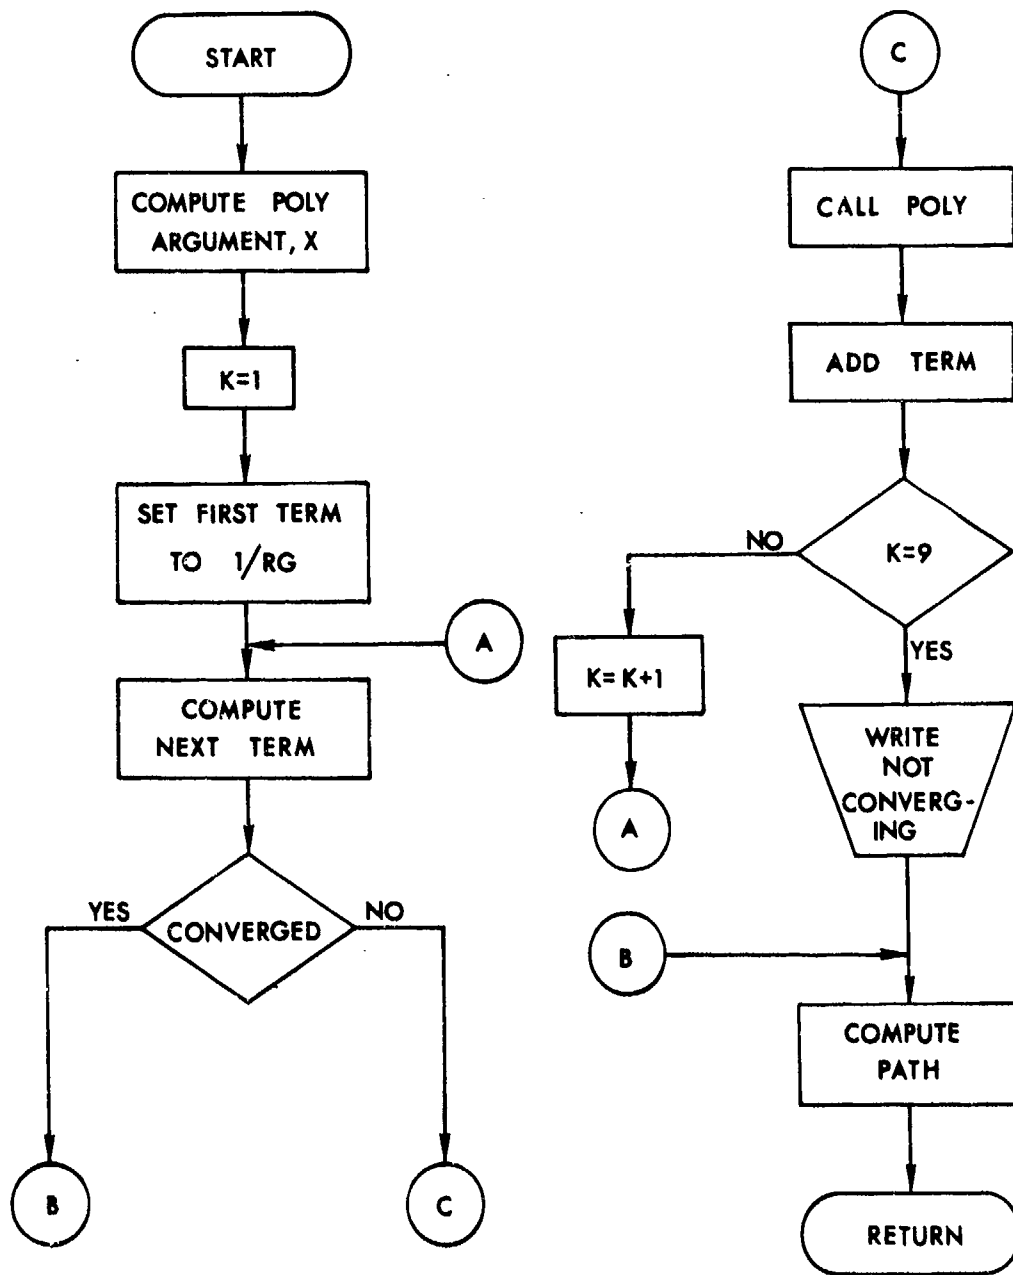 START
COMPUTE POLY
ARGUMENT, X
K=1
SET FIRST TERM
TO 1/RG
A
COMPUTE
NEXT TERM
CONVERGED
YES
NO
B
C
C
CALL POLY
ADD TERM
K=9
NO
YES
K=K+1
A
WRITE
NOT
CONVERG-
ING
B
COMPUTE
PATH
RETURN